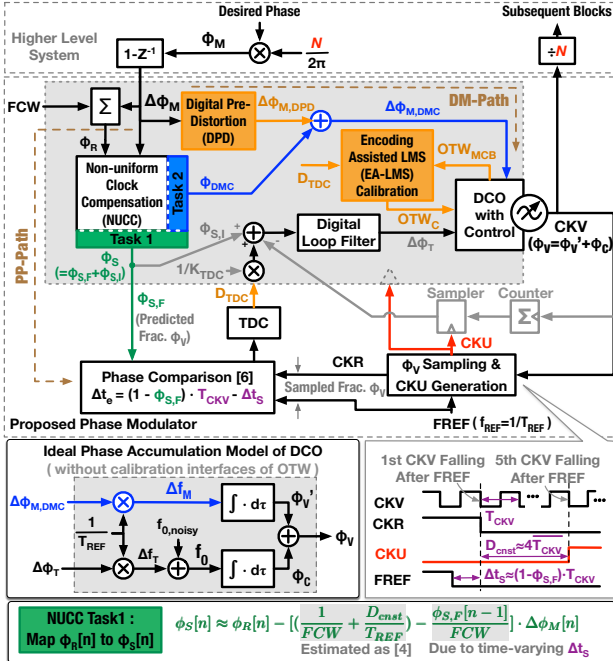 Desired Phase
Subsequent Blocks
Higher Level
System
1-Z⁻¹
Φ_M
N
2π
÷N
FCW
Σ
ΔΦ_M
Digital Pre-
Distortion
(DPD)
ΔΦ_M,DPD
ΔΦ_M,DMC
DM-Path
Φ_R
Non-uniform
Clock
Compensation
(NUCC)
Task 2
Task 1
Φ_DMC
D_TDC
Encoding
Assisted LMS
(EA-LMS)
Calibration
OTW_MCB
OTW_C
DCO
with
Control
CKV
(Φ_V=Φ_V'+Φ_C)
PP-Path
Φ_S
(=Φ_S,F+Φ_S,I)
Φ_S,I
+
+
-
Digital
Loop Filter
ΔΦ_T
1/K_TDC
D_TDC
Φ_S,F
(Predicted
Frac. Φ_V)
TDC
Sampler
Counter
Σ
CKU
Phase Comparison [6]
Δt_e = (1 - Φ_S,F) · T_CKV - Δt_S
CKR
Sampled Frac. Φ_V
Φ_V Sampling &
CKU Generation
FREF (f_REF=1/T_REF)
Proposed Phase Modulator
Ideal Phase Accumulation Model of DCO
(without calibration interfaces of OTW)
ΔΦ_M,DMC
Δf_M
∫ · dτ
Φ_V'
1
T_REF
f_0,noisy
Φ_V
ΔΦ_T
Δf_T
f_0
∫ · dτ
Φ_C
1st CKV Falling
After FREF
5th CKV Falling
After FREF
CKV
CKR
T_CKV
CKU
D_cnst≈4T̅_CKV
FREF
Δt_S≈(1-Φ_S,F)·T_CKV
NUCC Task1 :
Map Φ_R[n] to Φ_S[n]
ϕ_S[n] ≈ ϕ_R[n] − [(1/FCW + D_cnst/T_REF) − ϕ_S,F[n−1]/FCW] · Δϕ_M[n]
Estimated as [4]
Due to time-varying Δt_S